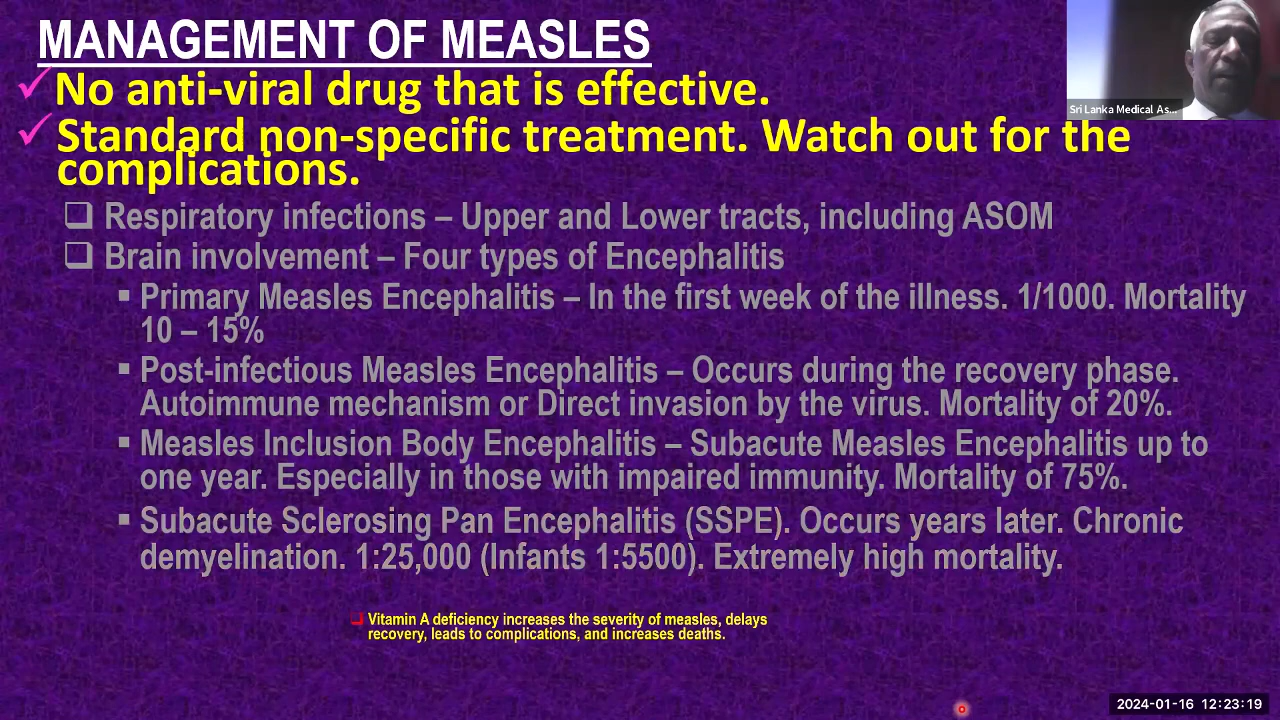 MANAGEMENT OF MEASLES
✓No anti-viral drug that is effective.
✓Standard non-specific treatment. Watch out for the
complications.
❑ Respiratory infections – Upper and Lower tracts, including ASOM
❑ Brain involvement – Four types of Encephalitis
▪ Primary Measles Encephalitis – In the first week of the illness. 1/1000. Mortality
10 – 15%
▪ Post-infectious Measles Encephalitis – Occurs during the recovery phase.
Autoimmune mechanism or Direct invasion by the virus. Mortality of 20%.
▪ Measles Inclusion Body Encephalitis – Subacute Measles Encephalitis up to
one year. Especially in those with impaired immunity. Mortality of 75%.
▪ Subacute Sclerosing Pan Encephalitis (SSPE). Occurs years later. Chronic
demyelination. 1:25,000 (Infants 1:5500). Extremely high mortality.
❑ Vitamin A deficiency increases the severity of measles, delays
recovery, leads to complications, and increases deaths.
Sri Lanka Medical As...
2024-01-16 12:23:19